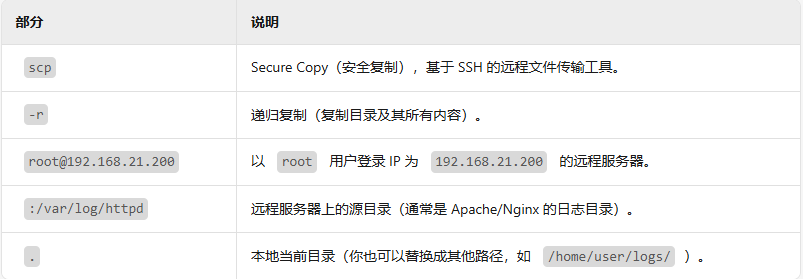 部分 说明
scp Secure Copy（安全复制），基于 SSH 的远程文件传输工具。
-r 递归复制（复制目录及其所有内容）。
root@192.168.21.200 以 root 用户登录 IP 为 192.168.21.200 的远程服务器。
:/var/log/httpd 远程服务器上的源目录（通常是 Apache/Nginx 的日志目录）。
. 本地当前目录（你也可以替换成其他路径，如 /home/user/logs/ ）。